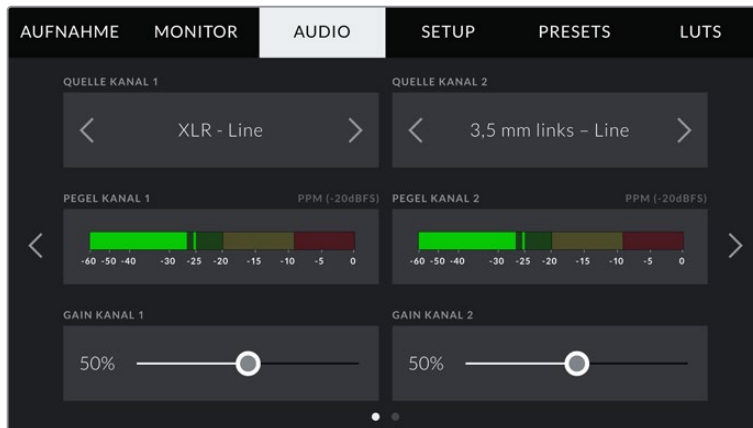 AUFNAHME MONITOR AUDIO SETUP PRESETS LUTS
QUELLE KANAL 1 QUELLE KANAL 2
XLR - Line 3,5 mm links – Line
PEGEL KANAL 1 PPM (-20dBFS) PEGEL KANAL 2 PPM (-20dBFS)
-60 -50 -40 -30 -25 -20 -15 -10 -5 0 -60 -50 -40 -30 -25 -20 -15 -10 -5 0
GAIN KANAL 1 GAIN KANAL 2
50% 50%